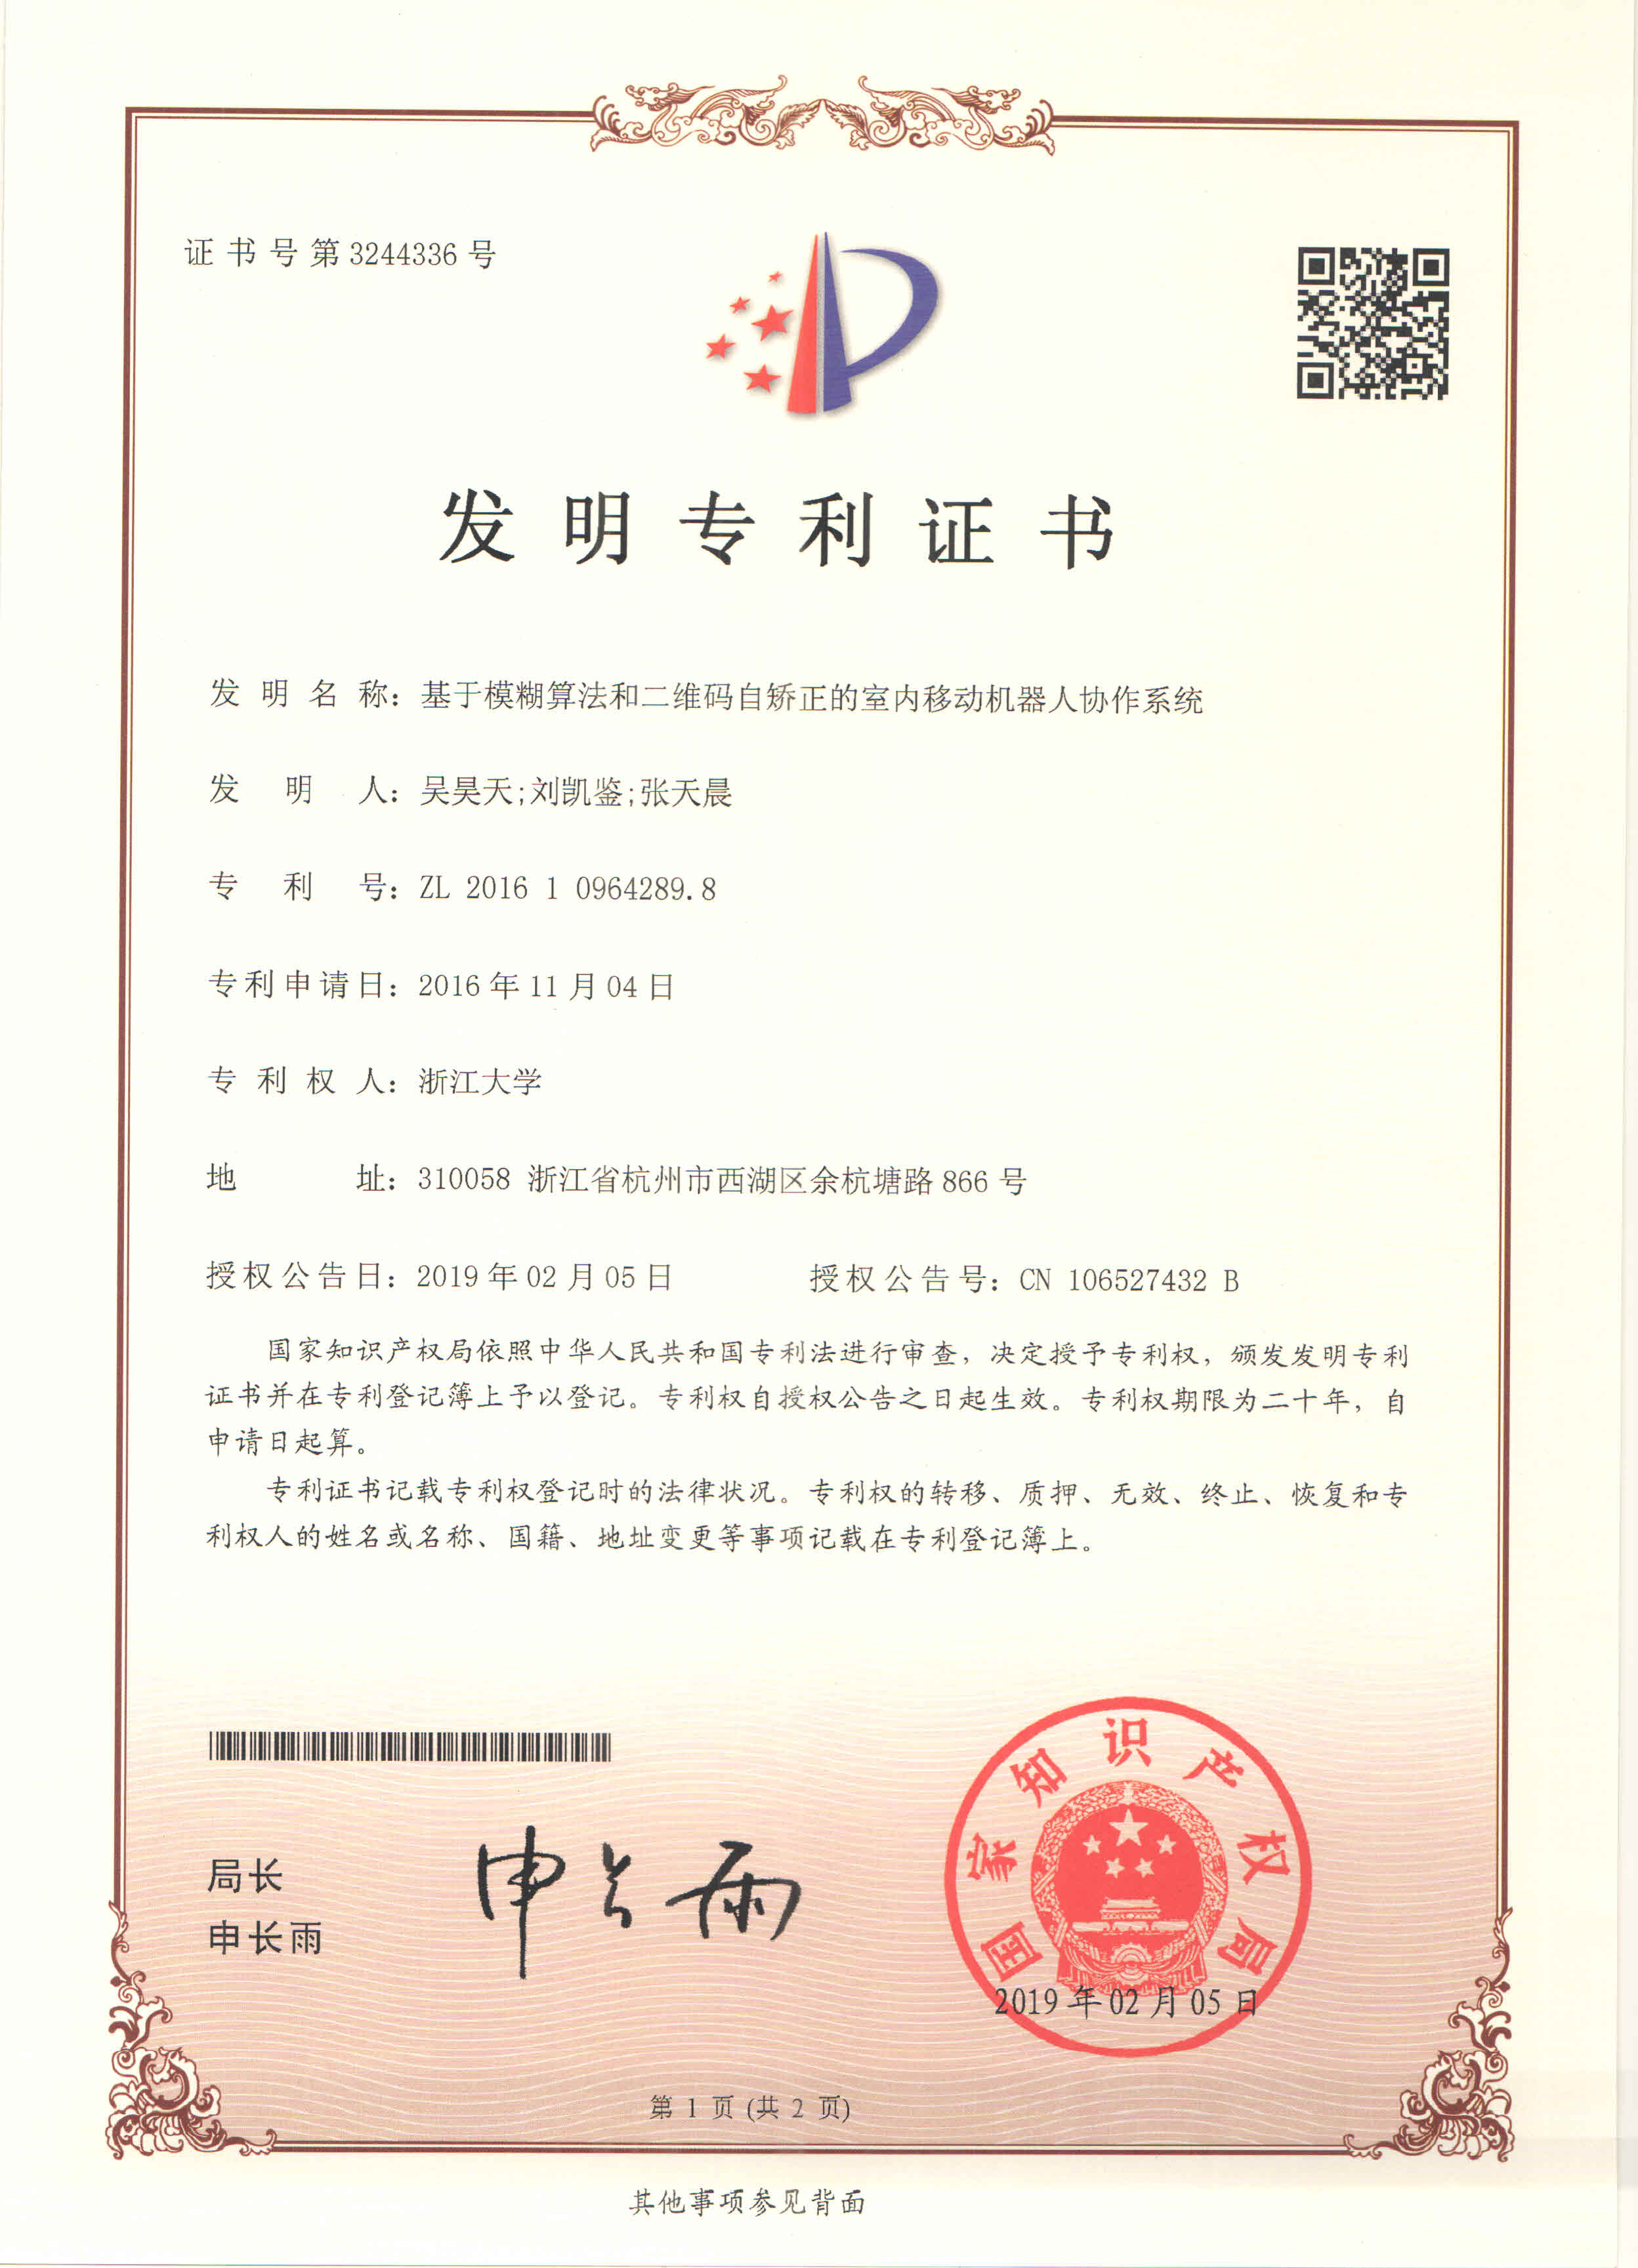 证书号第3244336号
发明专利证书
发明名称：基于模糊算法和二维码自矫正的室内移动机器人协作系统
发明人：吴昊天;刘凯鉴;张天晨
专利号：ZL 2016 1 0964289.8
专利申请日：2016年11月04日
专利权人：浙江大学
地址：310058 浙江省杭州市西湖区余杭塘路866号
授权公告日：2019年02月05日 授权公告号：CN 106527432 B
国家知识产权局依照中华人民共和国专利法进行审查，决定授予专利权，颁发发明专利
证书并在专利登记簿上予以登记。专利权自授权公告之日起生效。专利权期限为二十年，自
申请日起算。
专利证书记载专利权登记时的法律状况。专利权的转移、质押、无效、终止、恢复和专
利权人的姓名或名称、国籍、地址变更等事项记载在专利登记簿上。
局长
申长雨
申长雨
国家知识产权局
2019年02月05日
第 1 页 (共 2 页)
其他事项参见背面